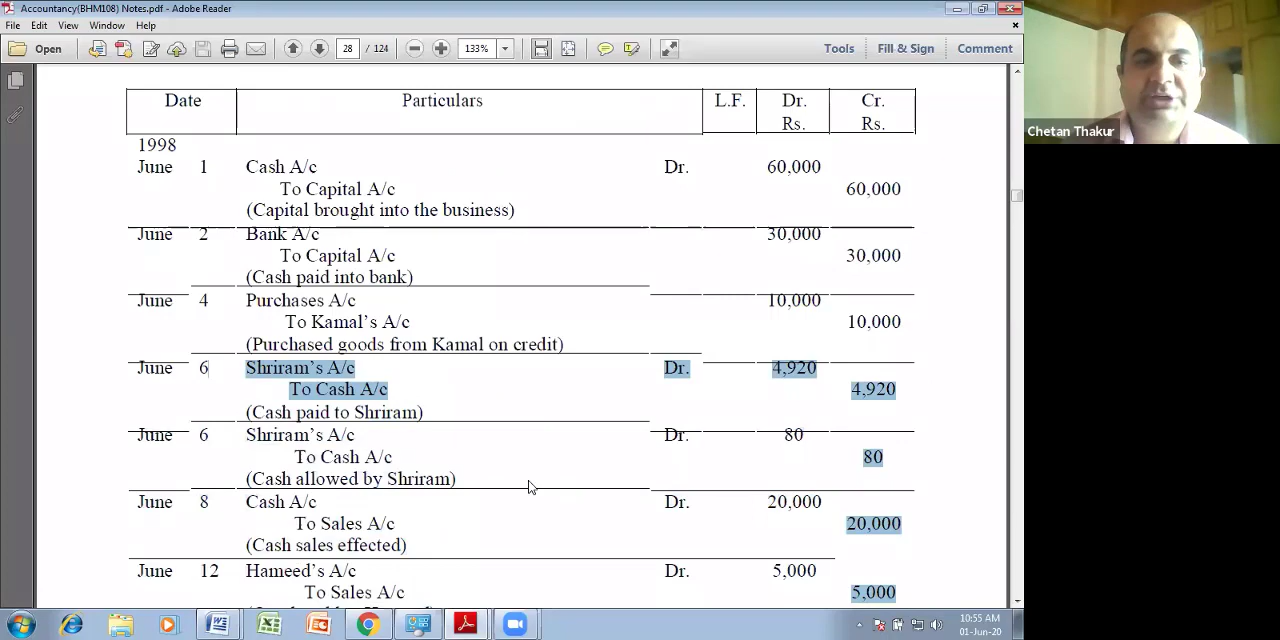 Accountancy(BHM108) Notes.pdf - Adobe Reader
File Edit View Window Help
Open 28 / 124 133% Tools Fill & Sign Comment
Chetan Thakur
Date Particulars L.F. Dr. Cr.
Rs. Rs.
1998
June 1 Cash A/c Dr. 60,000
To Capital A/c 60,000
(Capital brought into the business)
June 2 Bank A/c 30,000
To Capital A/c 30,000
(Cash paid into bank)
June 4 Purchases A/c 10,000
To Kamal's A/c 10,000
(Purchased goods from Kamal on credit)
June 6 Shriram's A/c Dr. 4,920
To Cash A/c 4,920
(Cash paid to Shriram)
June 6 Shriram's A/c Dr. 80
To Cash A/c 80
(Cash allowed by Shriram)
June 8 Cash A/c Dr. 20,000
To Sales A/c 20,000
(Cash sales effected)
June 12 Hameed's A/c Dr. 5,000
To Sales A/c 5,000
10:55 AM
01-Jun-20